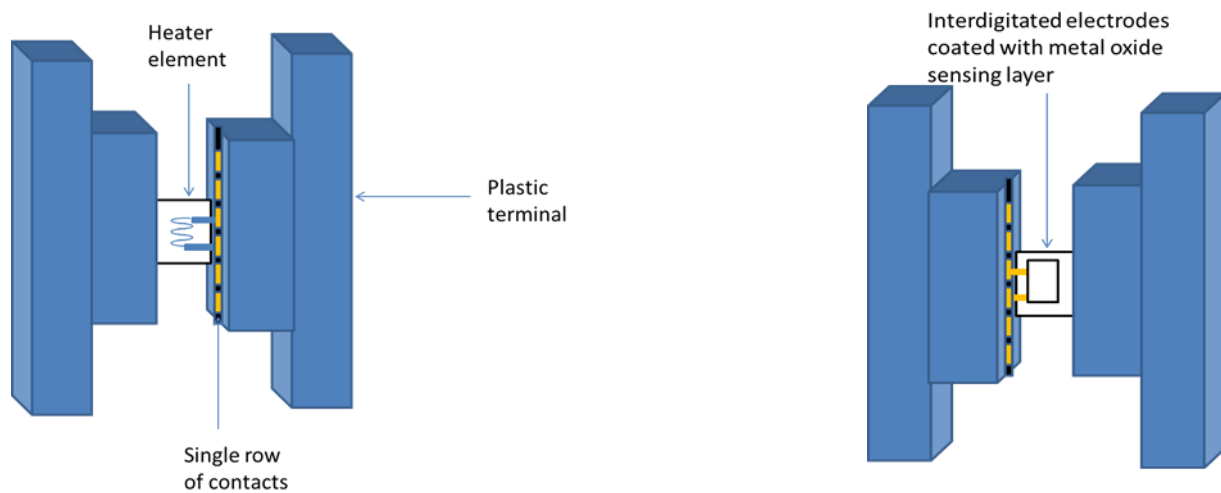 Heater
element
Plastic
terminal
Single row
of contacts
Interdigitated electrodes
coated with metal oxide
sensing layer